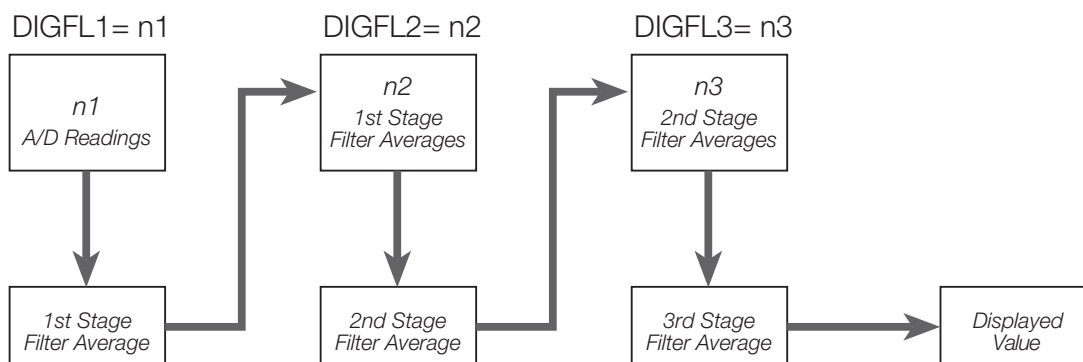 DIGFL1= n1
DIGFL2= n2
DIGFL3= n3
n1
A/D Readings
n2
1st Stage
Filter Averages
n3
2nd Stage
Filter Averages
1st Stage
Filter Average
2nd Stage
Filter Average
3rd Stage
Filter Average
Displayed
Value